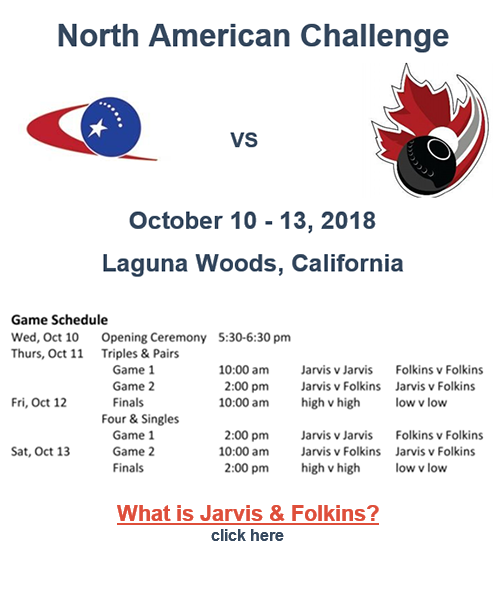 North American Challenge
vs
October 10 - 13, 2018
Laguna Woods, California
Game Schedule
Wed, Oct 10 Opening Ceremony 5:30-6:30 pm
Thurs, Oct 11 Triples & Pairs
Game 1 10:00 am Jarvis v Jarvis Folkins v Folkins
Game 2 2:00 pm Jarvis v Folkins Jarvis v Folkins
Fri, Oct 12 Finals 10:00 am high v high low v low
Four & Singles
Game 1 2:00 pm Jarvis v Jarvis Folkins v Folkins
Sat, Oct 13 Game 2 10:00 am Jarvis v Folkins Jarvis v Folkins
Finals 2:00 pm high v high low v low
What is Jarvis & Folkins?
click here